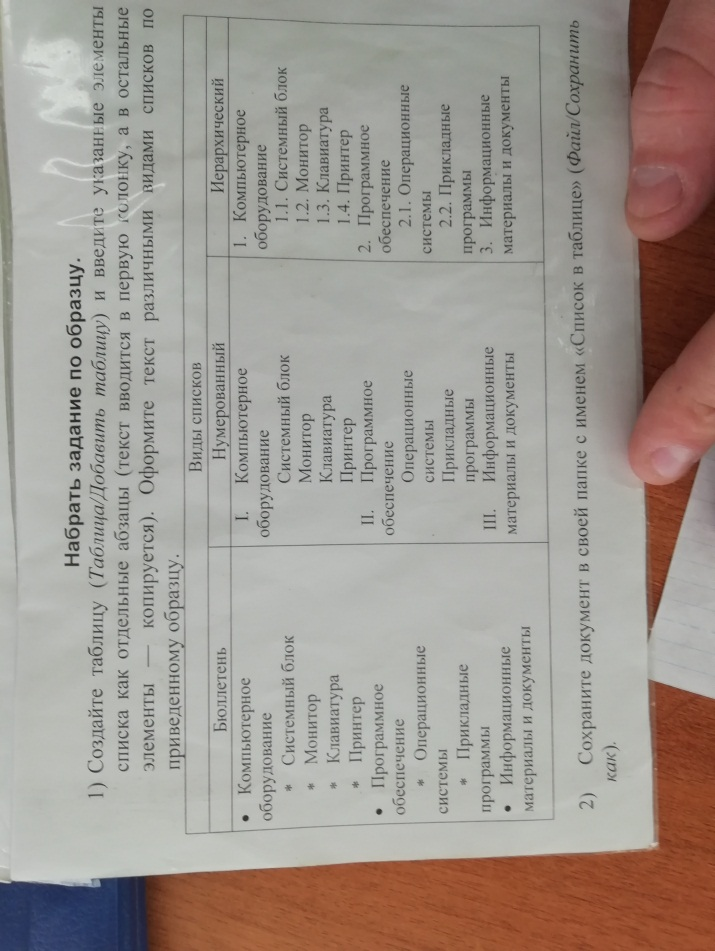 Набрать задание по образцу.
1) Создайте таблицу (Таблица/Добавить таблицу) и введите указанные элементы
списка как отдельные абзацы (текст вводится в первую колонку, а в остальные
элементы — копируется). Оформите текст различными видами списков по
приведенному образцу.
Виды списков
Бюллетень
• Компьютерное
оборудование
* Системный блок
* Монитор
* Клавиатура
* Принтер
• Программное
обеспечение
* Операционные
системы
* Прикладные
программы
• Информационные
материалы и документы
Нумерованный
I. Компьютерное
оборудование
Системный блок
Монитор
Клавиатура
Принтер
II. Программное
обеспечение
Операционные
системы
Прикладные
программы
III. Информационные
материалы и документы
Иерархический
1. Компьютерное
оборудование
1.1. Системный блок
1.2. Монитор
1.3. Клавиатура
1.4. Принтер
2. Программное
обеспечение
2.1. Операционные
системы
2.2. Прикладные
программы
3. Информационные
материалы и документы
2) Сохраните документ в своей папке с именем «Список в таблице» (Файл/Сохранить
как).